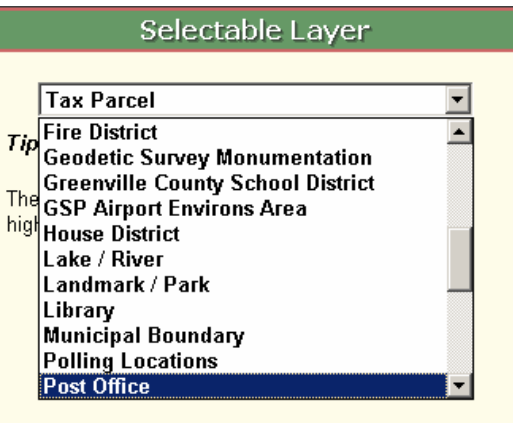 Selectable Layer
Tax Parcel
Tip
Fire District
Geodetic Survey Monumentation
Greenville County School District
The
GSP Airport Environs Area
high
House District
Lake / River
Landmark / Park
Library
Municipal Boundary
Polling Locations
Post Office